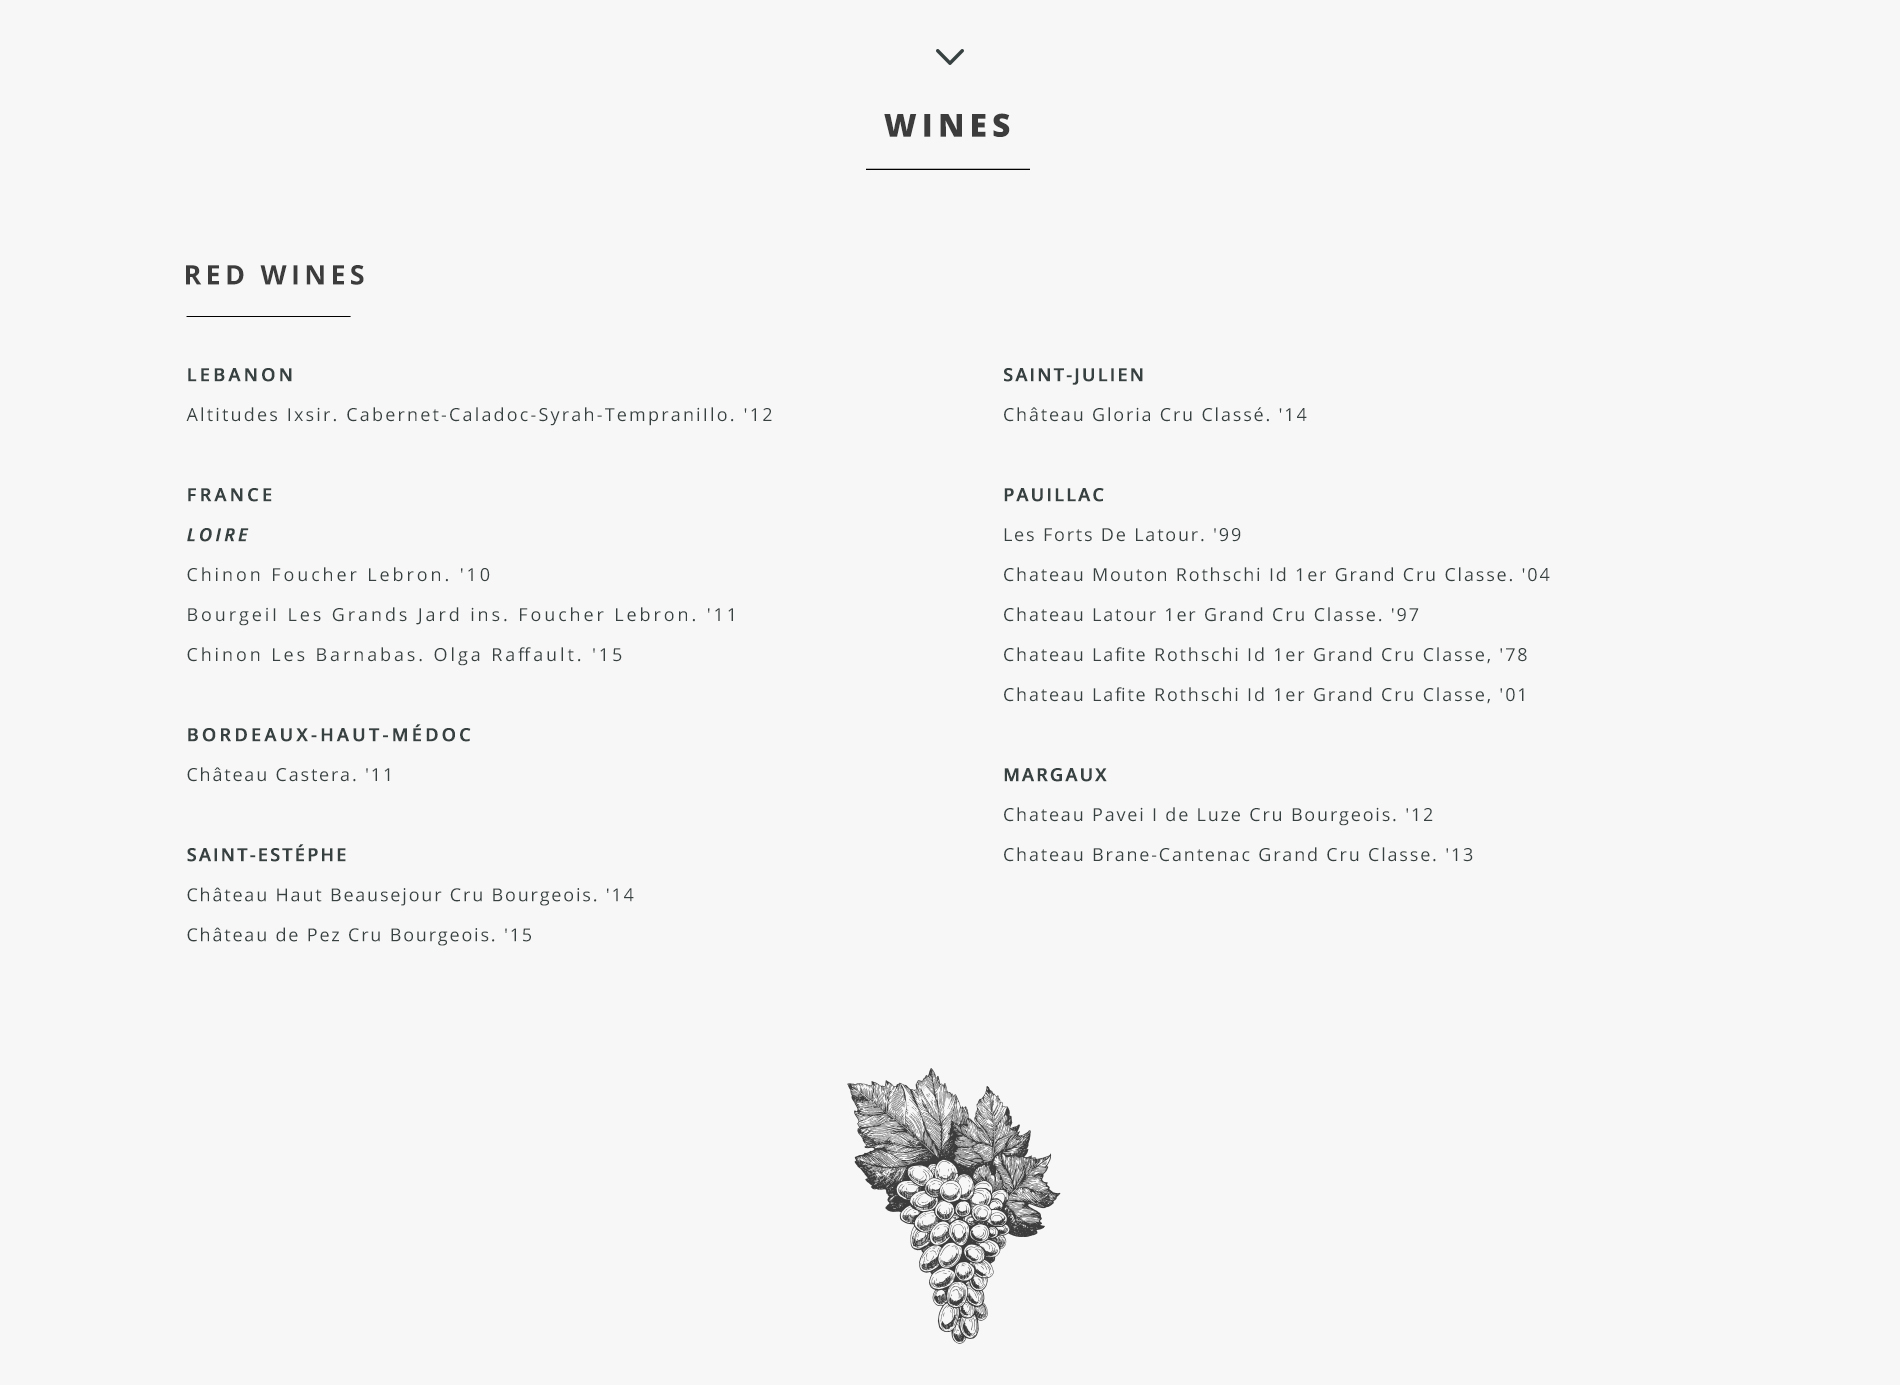 WINES
RED WINES
LEBANON
Altitudes Ixsir. Cabernet-Caladoc-Syrah-TempraniIlo. '12
FRANCE
LOIRE
Chinon Foucher Lebron. '10
BourgeiI Les Grands Jard ins. Foucher Lebron. '11
Chinon Les Barnabas. Olga Raffault. '15
BORDEAUX-HAUT-MÉDOC
Château Castera. '11
SAINT-ESTÉPHE
Château Haut Beausejour Cru Bourgeois. '14
Château de Pez Cru Bourgeois. '15
SAINT-JULIEN
Château Gloria Cru Classé. '14
PAUILLAC
Les Forts De Latour. '99
Chateau Mouton Rothschi Id 1er Grand Cru Classe. '04
Chateau Latour 1er Grand Cru Classe. '97
Chateau Lafite Rothschi Id 1er Grand Cru Classe, '78
Chateau Lafite Rothschi Id 1er Grand Cru Classe, '01
MARGAUX
Chateau Pavei I de Luze Cru Bourgeois. '12
Chateau Brane-Cantenac Grand Cru Classe. '13